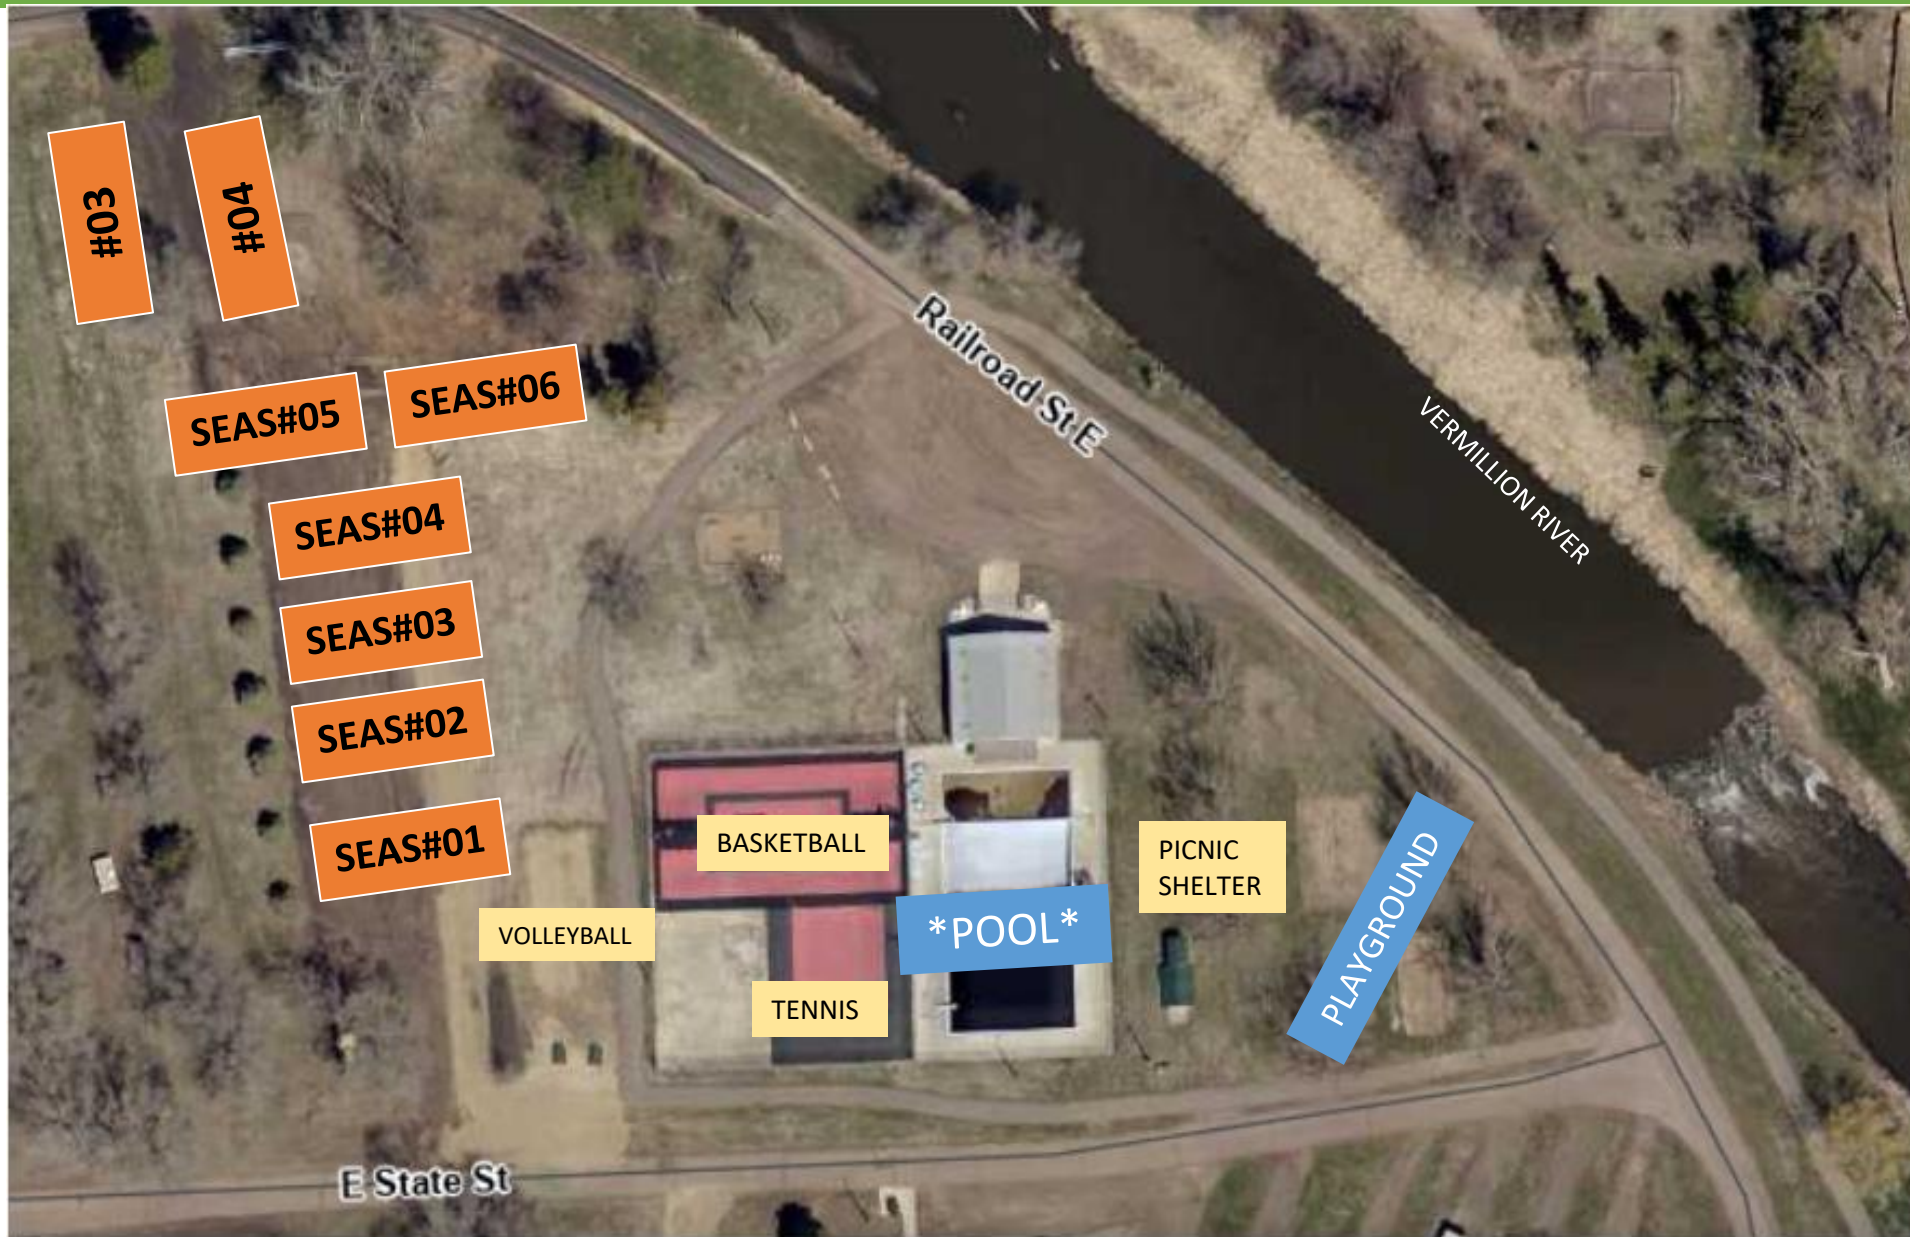 #03
#04
Railroad St E
SEAS#05
SEAS#06
VERMILLION RIVER
SEAS#04
SEAS#03
SEAS#02
SEAS#01
BASKETBALL
PICNIC
SHELTER
PLAYGROUND
VOLLEYBALL
*POOL*
TENNIS
E State St